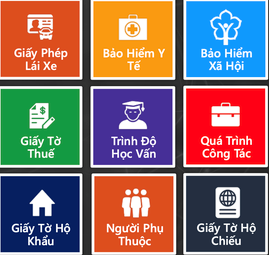 Giấy Phép
Lái Xe
Bảo Hiểm Y
Tế
Bảo Hiểm
Xã Hội
Giấy Tờ
Thuế
Trình Độ
Học Vấn
Quá Trình
Công Tác
Giấy Tờ Hộ
Khẩu
Người Phụ
Thuộc
Giấy Tờ Hộ
Chiếu